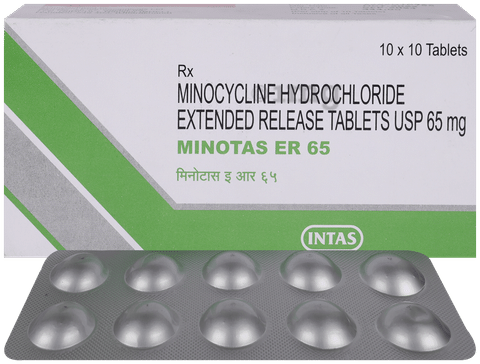 10 x 10 Tablets
Rx
MINOCYCLINE HYDROCHLORIDE
EXTENDED RELEASE TABLETS USP 65 mg
MINOTAS ER 65
मिनोटास इ आर ६५
INTAS